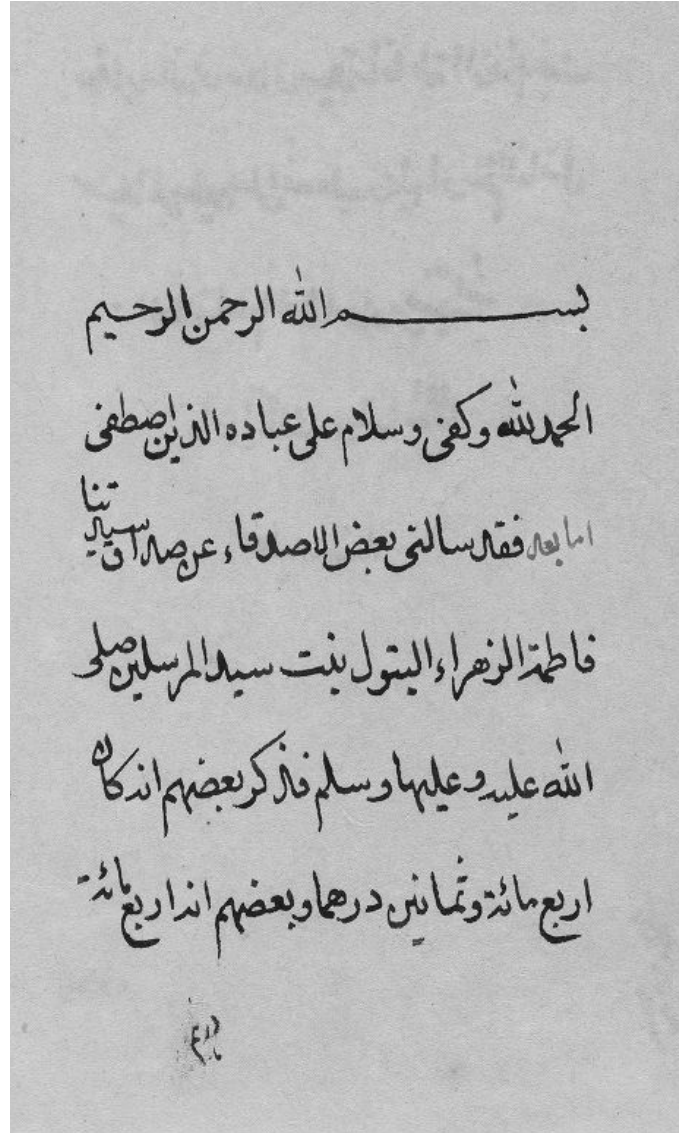 بسم الله الرحمن الرحيم
الحمد لله وكفى وسلام على عباده الذين اصطفى
اما بعد فقد سالنى بعض الاصدقاء عن صداق سيدتنا
فاطمة الزهراء البتول بنت سيد المرسلين صلى
الله عليه وعليها وسلم فذكر بعضهم انه كان
اربع مائة وثمانين درهما وبعضهم انه اربع مائة